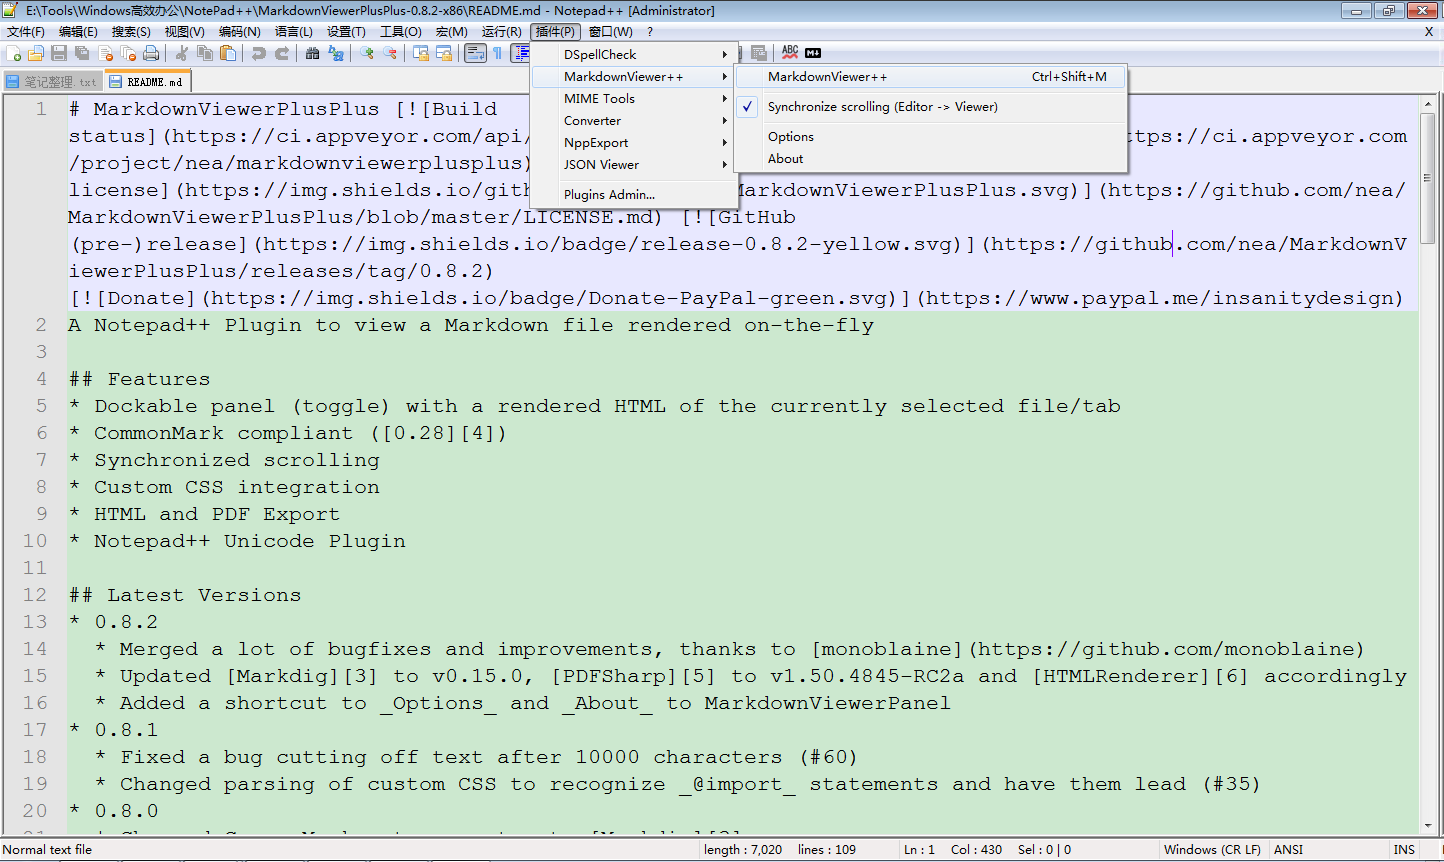 E:\Tools\Windows高效办公\NotePad++\MarkdownViewerPlusPlus-0.8.2-x86\README.md - Notepad++ [Administrator]
文件(F) 编辑(E) 搜索(S) 视图(V) 编码(N) 语言(L) 设置(T) 工具(O) 宏(M) 运行(R) 插件(P) 窗口(W) ? X
笔记整理.txt README.md
DSpellCheck
MarkdownViewer++
MIME Tools
Converter
NppExport
JSON Viewer
Plugins Admin...
MarkdownViewer++ Ctrl+Shift+M
Synchronize scrolling (Editor -> Viewer)
Options
About
1 # MarkdownViewerPlusPlus [![Build
status](https://ci.appveyor.com/api/ ttps://ci.appveyor.com
/project/nea/markdownviewerplusplus)
license](https://img.shields.io/gith MarkdownViewerPlusPlus.svg)](https://github.com/nea/
MarkdownViewerPlusPlus/blob/master/LICENSE.md) [![GitHub
(pre-)release](https://img.shields.io/badge/release-0.8.2-yellow.svg)](https://github.com/nea/MarkdownV
iewerPlusPlus/releases/tag/0.8.2)
[![Donate](https://img.shields.io/badge/Donate-PayPal-green.svg)](https://www.paypal.me/insanitydesign)
2 A Notepad++ Plugin to view a Markdown file rendered on-the-fly
3
4 ## Features
5 * Dockable panel (toggle) with a rendered HTML of the currently selected file/tab
6 * CommonMark compliant ([0.28][4])
7 * Synchronized scrolling
8 * Custom CSS integration
9 * HTML and PDF Export
10 * Notepad++ Unicode Plugin
11
12 ## Latest Versions
13 * 0.8.2
14 * Merged a lot of bugfixes and improvements, thanks to [monoblaine](https://github.com/monoblaine)
15 * Updated [Markdig][3] to v0.15.0, [PDFSharp][5] to v1.50.4845-RC2a and [HTMLRenderer][6] accordingly
16 * Added a shortcut to _Options_ and _About_ to MarkdownViewerPanel
17 * 0.8.1
18 * Fixed a bug cutting off text after 10000 characters (#60)
19 * Changed parsing of custom CSS to recognize _@import_ statements and have them lead (#35)
20 * 0.8.0
Normal text file length : 7,020 lines : 109 Ln : 1 Col : 430 Sel : 0 | 0 Windows (CR LF) ANSI INS